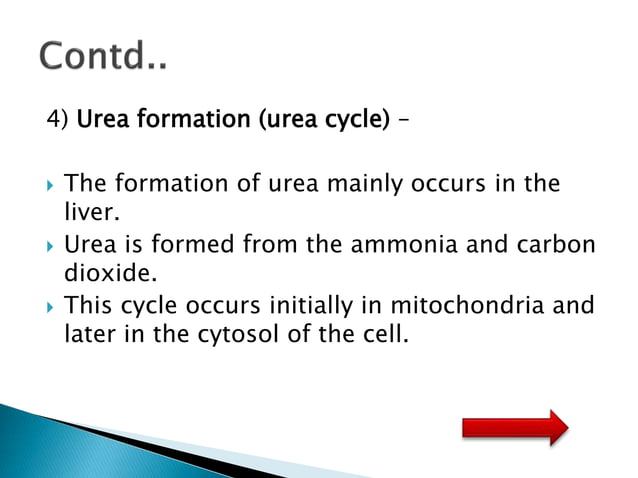 Contd..
4) Urea formation (urea cycle) –
The formation of urea mainly occurs in the
liver.
Urea is formed from the ammonia and carbon
dioxide.
This cycle occurs initially in mitochondria and
later in the cytosol of the cell.